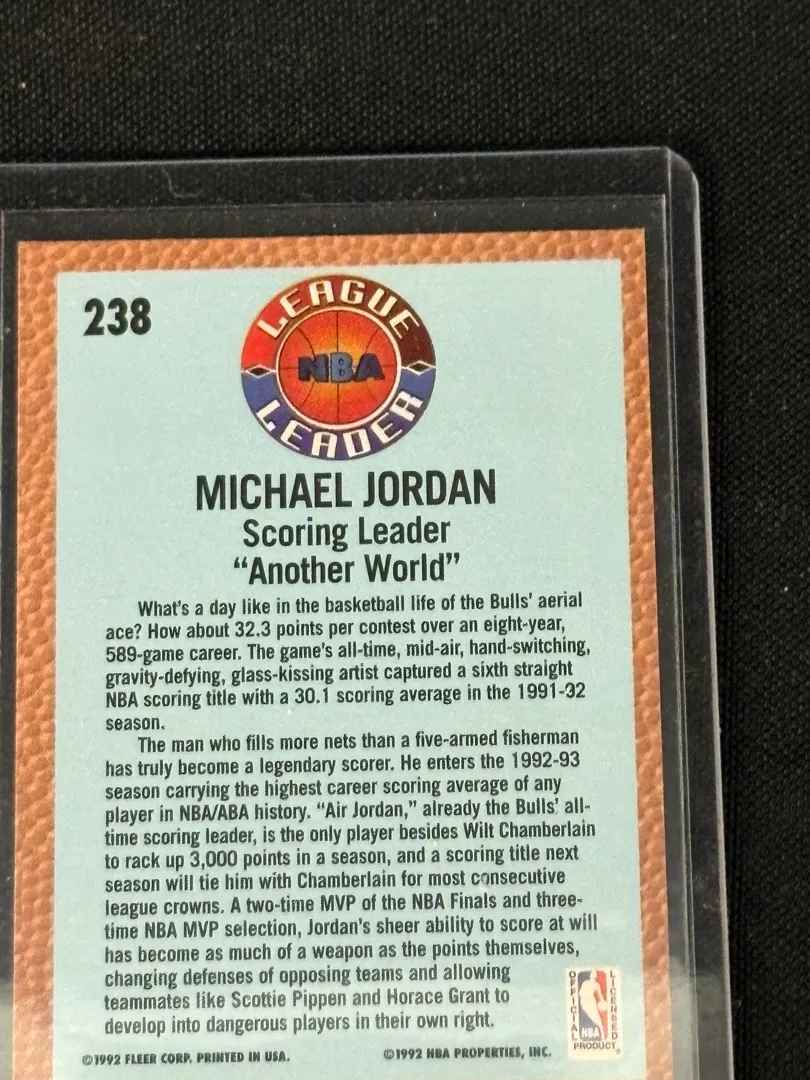 238
LEAGUE
NBA
LEADER
MICHAEL JORDAN
Scoring Leader
“Another World”
What’s a day like in the basketball life of the Bulls’ aerial
ace? How about 32.3 points per contest over an eight-year,
589-game career. The game’s all-time, mid-air, hand-switching,
gravity-defying, glass-kissing artist captured a sixth straight
NBA scoring title with a 30.1 scoring average in the 1991-92
season.
The man who fills more nets than a five-armed fisherman
has truly become a legendary scorer. He enters the 1992-93
season carrying the highest career scoring average of any
player in NBA/ABA history. “Air Jordan,” already the Bulls’ all-
time scoring leader, is the only player besides Wilt Chamberlain
to rack up 3,000 points in a season, and a scoring title next
season will tie him with Chamberlain for most consecutive
league crowns. A two-time MVP of the NBA Finals and three-
time NBA MVP selection, Jordan’s sheer ability to score at will
has become as much of a weapon as the points themselves,
changing defenses of opposing teams and allowing
teammates like Scottie Pippen and Horace Grant to
develop into dangerous players in their own right.
OFFICIAL
LICENSED
NBA
PRODUCT®
©1992 FLEER CORP. PRINTED IN USA.
©1992 NBA PROPERTIES, INC.